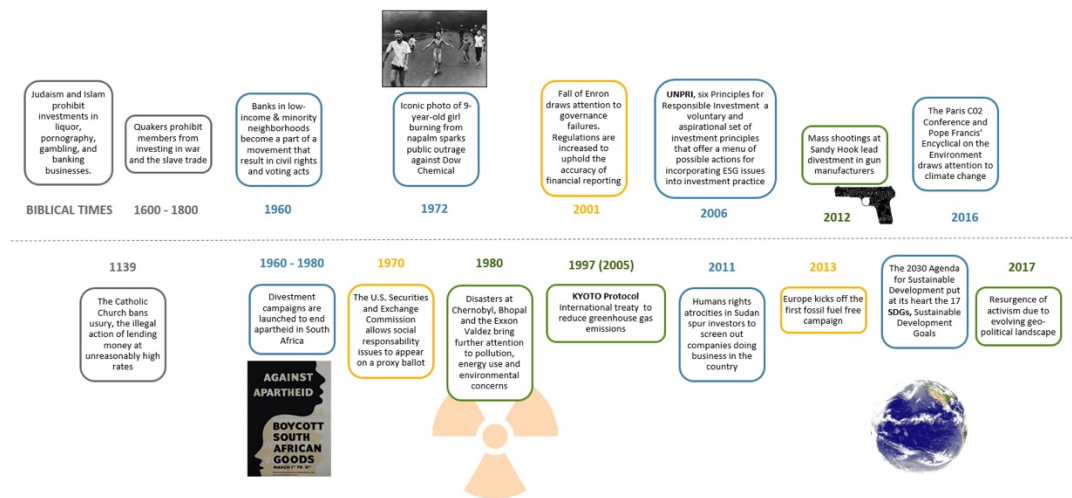 Judaism and Islam
prohibit
investments in
liquor,
pornography,
gambling, and
banking
businesses.
BIBLICAL TIMES
Quakers prohibit
members from
investing in war
and the slave trade
1600 - 1800
Banks in low-
income & minority
neighborhoods
become a part of a
movement that
result in civil rights
and voting acts
1960
Iconic photo of 9-
year-old girl
burning from
napalm sparks
public outrage
against Dow
Chemical
1972
Fall of Enron
draws attention to
governance
failures.
Regulations are
increased to
uphold the
accuracy of
financial reporting
2001
UNPRI, six Principles for
Responsible Investment a
voluntary and
aspirational set of
investment principles
that offer a menu of
possible actions for
incorporating ESG issues
into investment practice
2006
Mass shootings at
Sandy Hook lead
divestment in gun
manufacturers
2012
The Paris C02
Conference and
Pope Francis'
Encyclical on the
Environment
draws attention to
climate change
2016
1139
The Catholic
Church bans
usury, the illegal
action of lending
money at
unreasonably high
rates
1960 - 1980
Divestment
campaigns are
launched to end
apartheid in South
Africa
AGAINST
APARTHEID
BOYCOTT
SOUTH
AFRICAN
GOODS
1970
The U.S. Securities
and Exchange
Commission
allows social
responsability
issues to appear
on a proxy ballot
1980
Disasters at
Chernobyl, Bhopal
and the Exxon
Valdez bring
further attention
to pollution,
energy use and
environmental
concerns
1997 (2005)
KYOTO Protocol
International treaty to
reduce greenhouse gas
emissions
2011
Humans rights
atrocities in Sudan
spur investors to
screen out
companies doing
business in the
country
2013
Europe kicks off the
first fossil fuel free
campaign
The 2030 Agenda
for Sustainable
Development put
at its heart the 17
SDGs, Sustainable
Development
Goals
2017
Resurgence of
activism due to
evolving geo-
political landscape